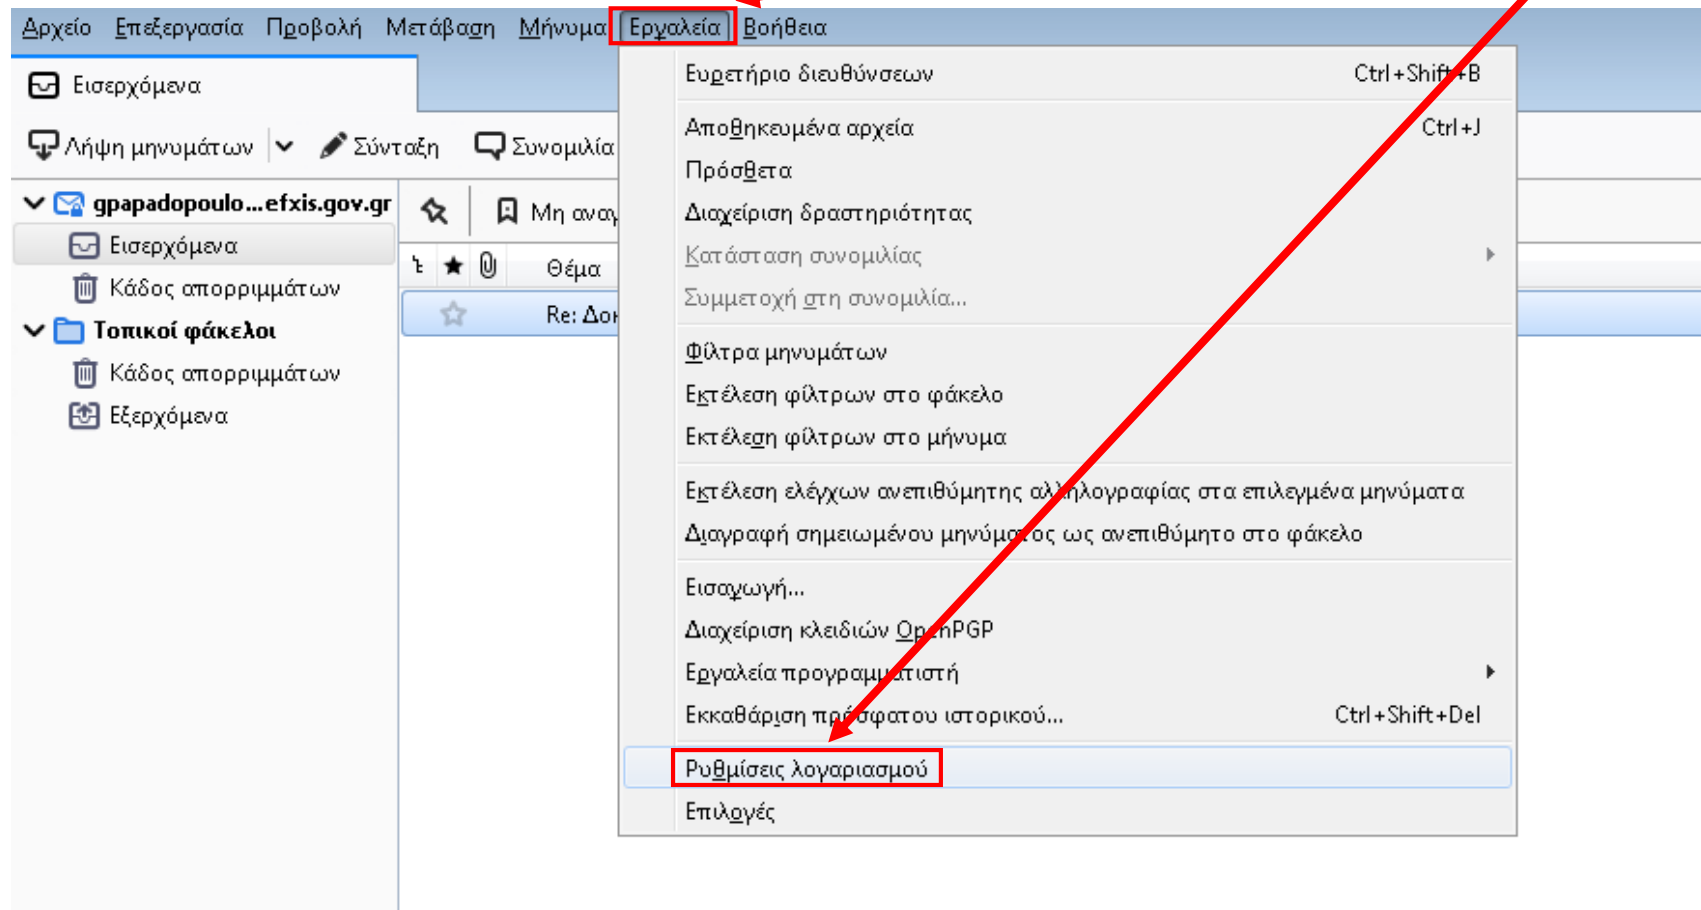 Αρχείο Επεξεργασία Προβολή Μετάβαση Μήνυμα Εργαλεία Βοήθεια
Εισερχόμενα
Λήψη μηνυμάτων Σύνταξη Συνομιλία
gpapadopoulo...efxis.gov.gr
Εισερχόμενα
Κάδος απορριμμάτων
Τοπικοί φάκελοι
Κάδος απορριμμάτων
Εξερχόμενα
Μη αναγ
Θέμα
Re: Δοκ
Ευρετήριο διευθύνσεων Ctrl+Shift+B
Αποθηκευμένα αρχεία Ctrl+J
Πρόσθετα
Διαχείριση δραστηριότητας
Κατάσταση συνομιλίας
Συμμετοχή στη συνομιλία...
Φίλτρα μηνυμάτων
Εκτέλεση φίλτρων στο φάκελο
Εκτέλεση φίλτρων στο μήνυμα
Εκτέλεση ελέγχων ανεπιθύμητης αλληλογραφίας στα επιλεγμένα μηνύματα
Διαγραφή σημειωμένου μηνύματος ως ανεπιθύμητο στο φάκελο
Εισαγωγή...
Διαχείριση κλειδιών OpenPGP
Εργαλεία προγραμματιστή
Εκκαθάριση πρόσφατου ιστορικού... Ctrl+Shift+Del
Ρυθμίσεις λογαριασμού
Επιλογές